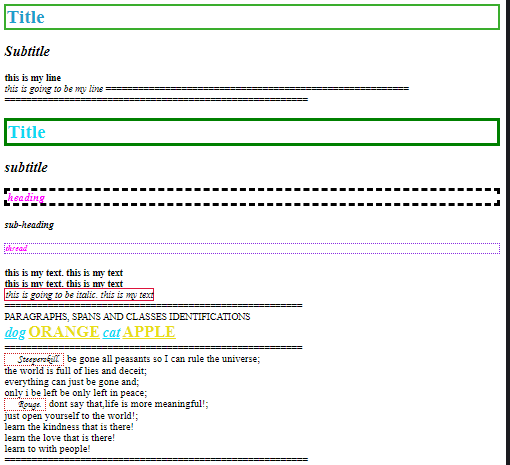 Title
Subtitle
this is my line
this is going to be my line ========================================================
========================================================
Title
subtitle
heading
sub-heading
thread
this is my text. this is my text
this is my text. this is my text
this is going to be italic. this is my text
=======================================================
PARAGRAPHS, SPANS AND CLASSES IDENTIFICATIONS
dog ORANGE cat APPLE
=======================================================
Steeperskill. be gone all peasants so I can rule the universe;
the world is full of lies and deceit;
everything can just be gone and;
only i be left be only left in peace;
Rouge. dont say that,life is more meaningful!;
just open yourself to the world!;
learn the kindness that is there!
learn the love that is there!
learn to with people!
========================================================